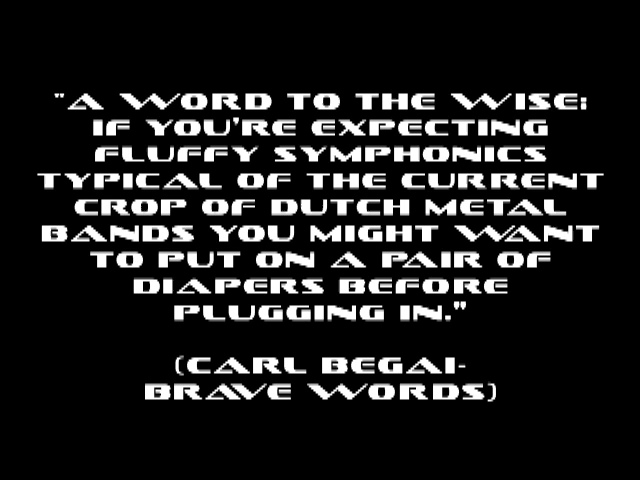 "A WORD TO THE WISE:
IF YOU'RE EXPECTING
FLUFFY SYMPHONICS
TYPICAL OF THE CURRENT
CROP OF DUTCH METAL
BANDS YOU MIGHT WANT
TO PUT ON A PAIR OF
DIAPERS BEFORE
PLUGGING IN."
(CARL BEGAI-
BRAVE WORDS)